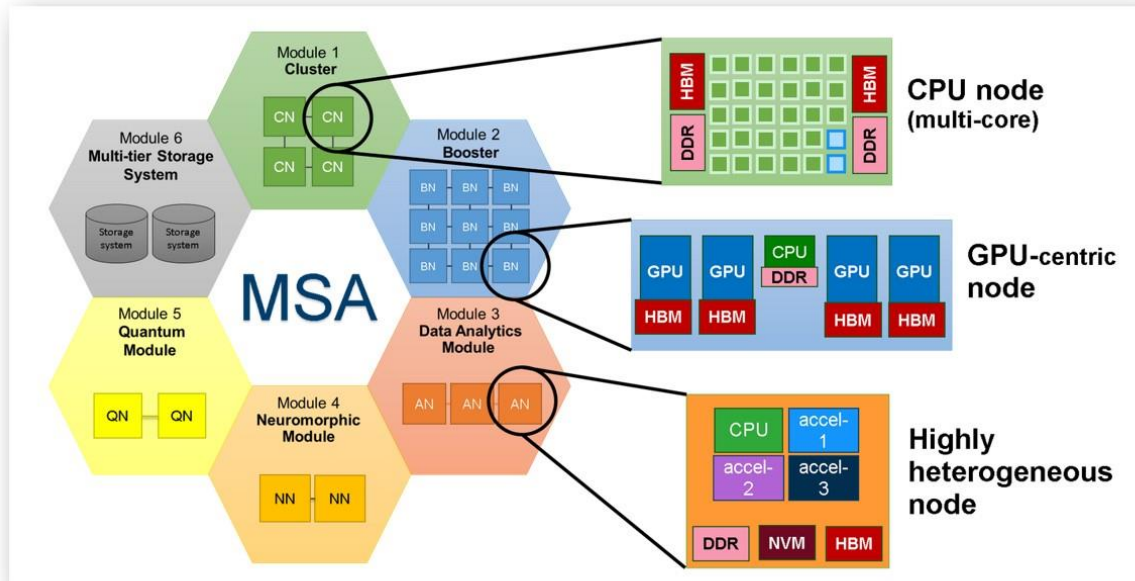 Module 1
Cluster
CN CN
CN CN
Module 2
Booster
BN BN BN
BN BN BN
BN BN BN
Module 3
Data Analytics
Module
AN AN AN
Module 4
Neuromorphic
Module
NN NN
Module 5
Quantum
Module
QN QN
Module 6
Multi-tier Storage
System
Storage
system
Storage
system
MSA
HBM
DDR
HBM
DDR
CPU node
(multi-core)
GPU
HBM
GPU
HBM
CPU
DDR
GPU
HBM
GPU
HBM
GPU-centric
node
CPU
accel-
1
accel-
2
accel-
3
DDR NVM HBM
Highly
heterogeneous
node